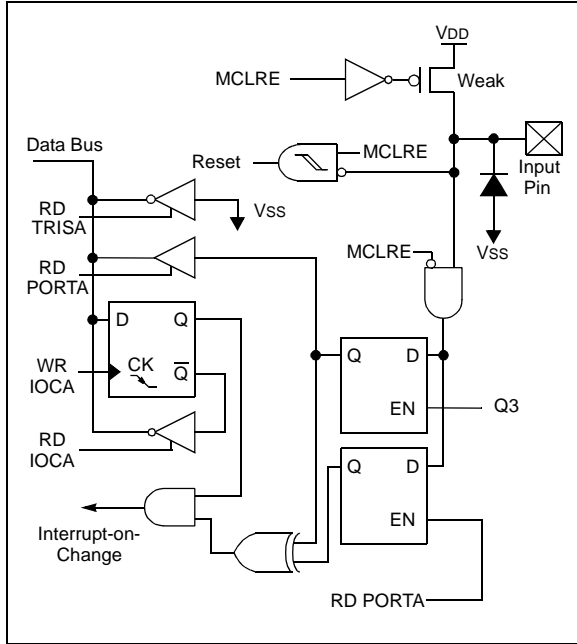 VDD
MCLRE
Weak
Data Bus
MCLRE
Reset
Input
Pin
RD
TRISA
VSS
VSS
RD
PORTA
MCLRE
D
Q
Q
D
WR
IOCA
CK
Q
EN
Q3
RD
IOCA
Q
D
EN
Interrupt-on-
Change
RD PORTA